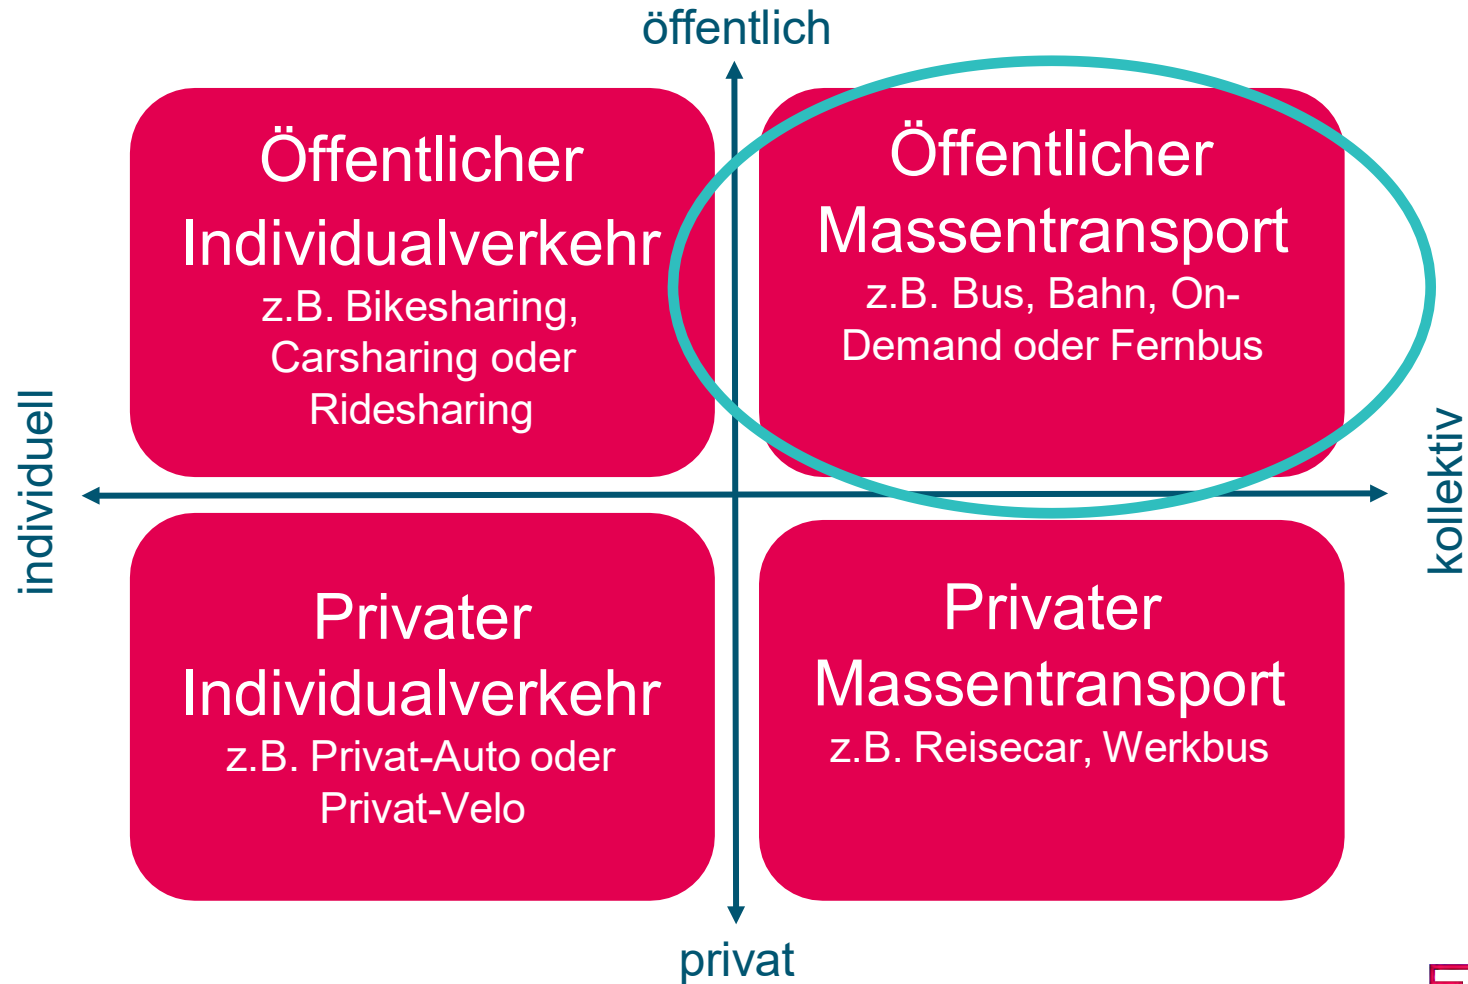 öffentlich
Öffentlicher
Individualverkehr
z.B. Bikesharing,
Carsharing oder
Ridesharing
Öffentlicher
Massentransport
z.B. Bus, Bahn, On-
Demand oder Fernbus
individuell
kollektiv
Privater
Individualverkehr
z.B. Privat-Auto oder
Privat-Velo
Privater
Massentransport
z.B. Reisecar, Werkbus
privat